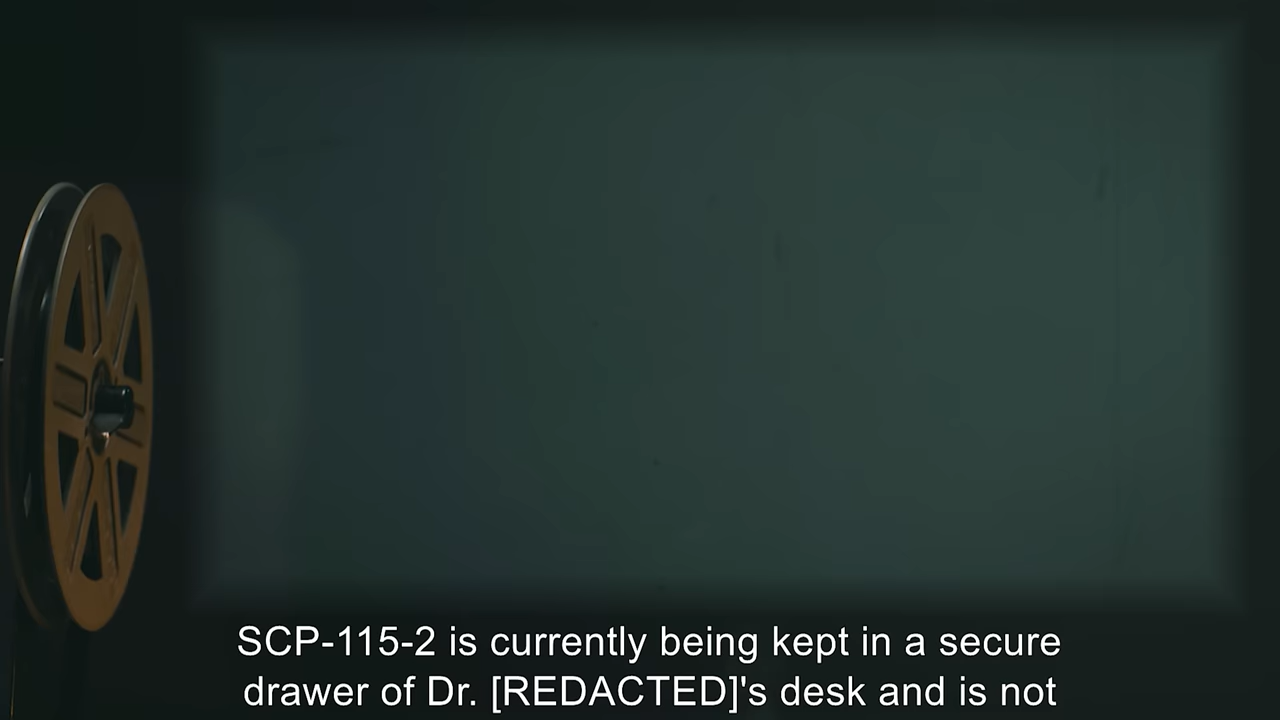 SCP-115-2 is currently being kept in a secure
drawer of Dr. [REDACTED]'s desk and is not